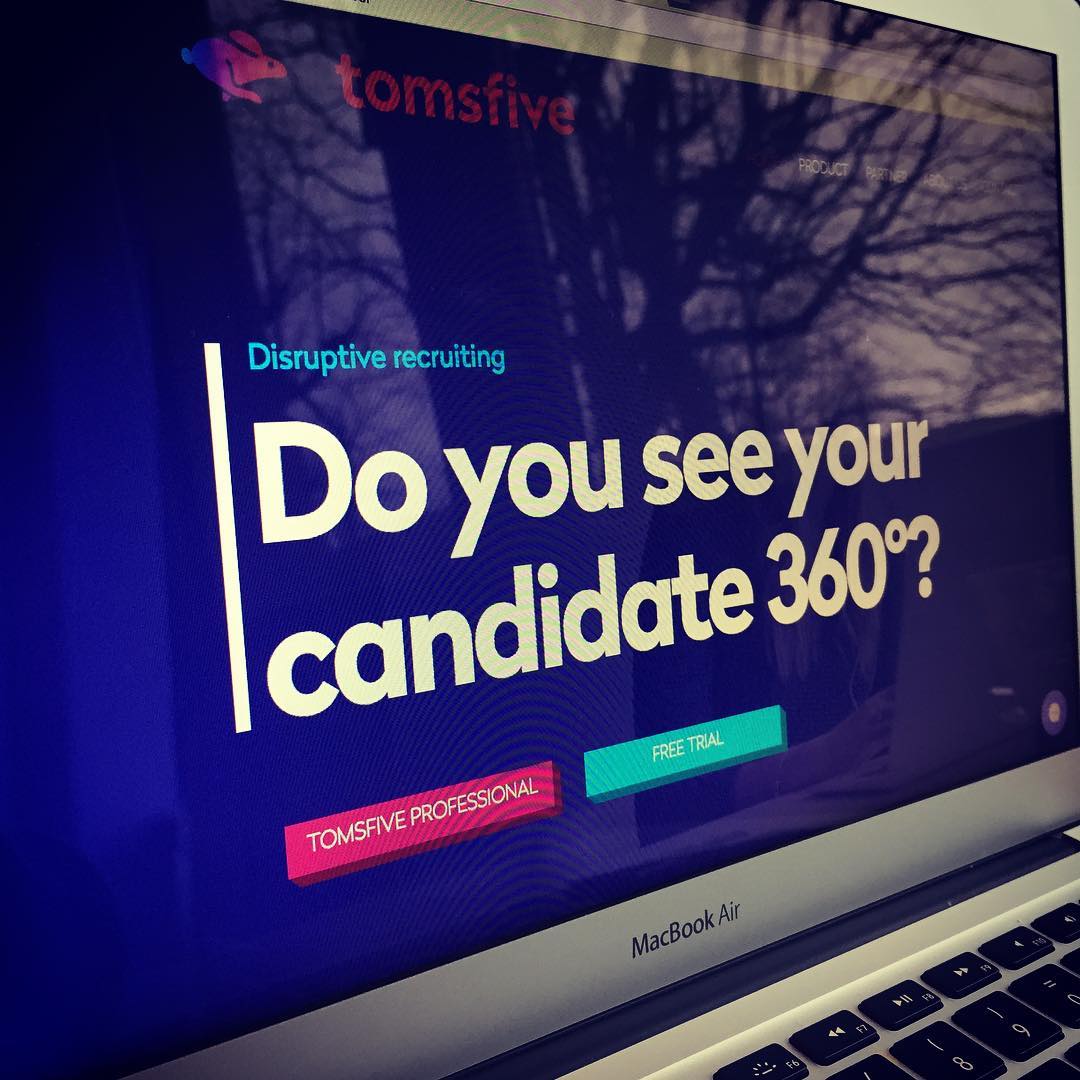 tomsfive
PRODUCT PARTNER
Disruptive recruiting
Do you see your
candidate 360°?
FREE TRIAL
TOMSFIVE PROFESSIONAL
MacBook Air
F10
F9
F8
F7
F6
=
(
9
(
8